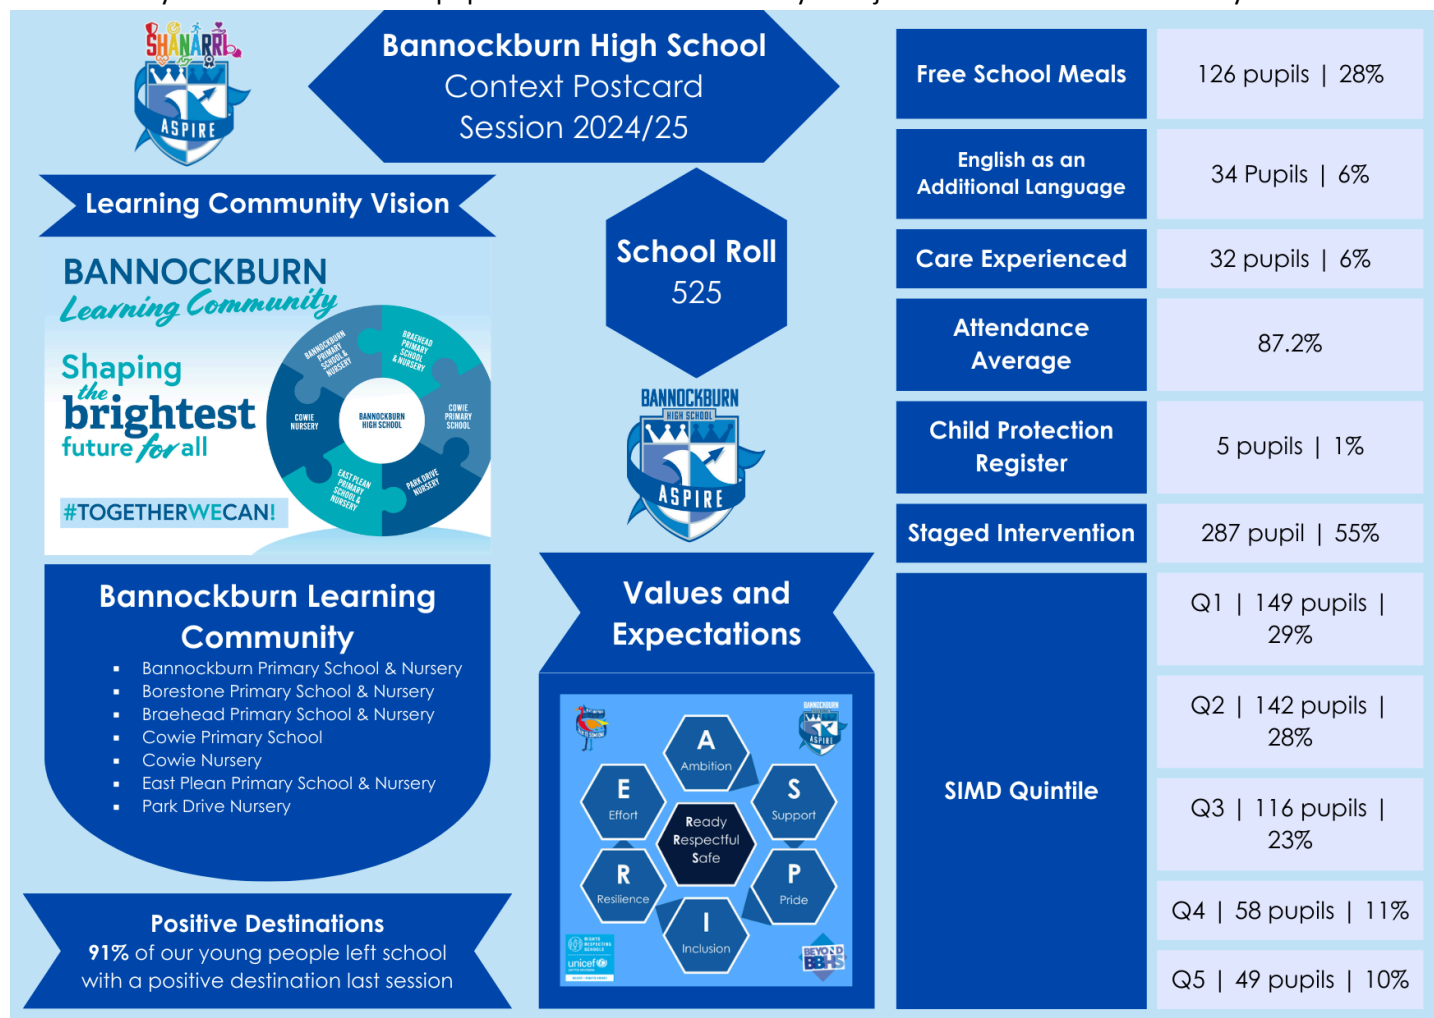 SHANARRI
ASPIRE
Bannockburn High School
Context Postcard
Session 2024/25
Learning Community Vision
BANNOCKBURN
Learning Community
Shaping
the
brightest
future for all
#TOGETHERWECAN!
BANNOCKBURN
PRIMARY
SCHOOL &
NURSERY
BRAEHEAD
PRIMARY
SCHOOL
& NURSERY
COWIE
NURSERY
BANNOCKBURN
HIGH SCHOOL
COWIE
PRIMARY
SCHOOL
EAST PLEAN
PRIMARY
SCHOOL &
NURSERY
PARK DRIVE
NURSERY
Bannockburn Learning
Community
▪ Bannockburn Primary School & Nursery
▪ Borestone Primary School & Nursery
▪ Braehead Primary School & Nursery
▪ Cowie Primary School
▪ Cowie Nursery
▪ East Plean Primary School & Nursery
▪ Park Drive Nursery
Positive Destinations
91% of our young people left school
with a positive destination last session
School Roll
525
BANNOCKBURN
HIGH SCHOOL
ASPIRE
Values and
Expectations
BANNOCKBURN
ASPIRE
A
Ambition
S
Support
P
Pride
I
Inclusion
R
Resilience
E
Effort
Ready
Respectful
Safe
RIGHTS
RESPECTING
SCHOOLS
unicef
BEYOND
BBHS
Free School Meals
126 pupils | 28%
English as an
Additional Language
34 Pupils | 6%
Care Experienced
32 pupils | 6%
Attendance
Average
87.2%
Child Protection
Register
5 pupils | 1%
Staged Intervention
287 pupil | 55%
SIMD Quintile
Q1 | 149 pupils |
29%
Q2 | 142 pupils |
28%
Q3 | 116 pupils |
23%
Q4 | 58 pupils | 11%
Q5 | 49 pupils | 10%